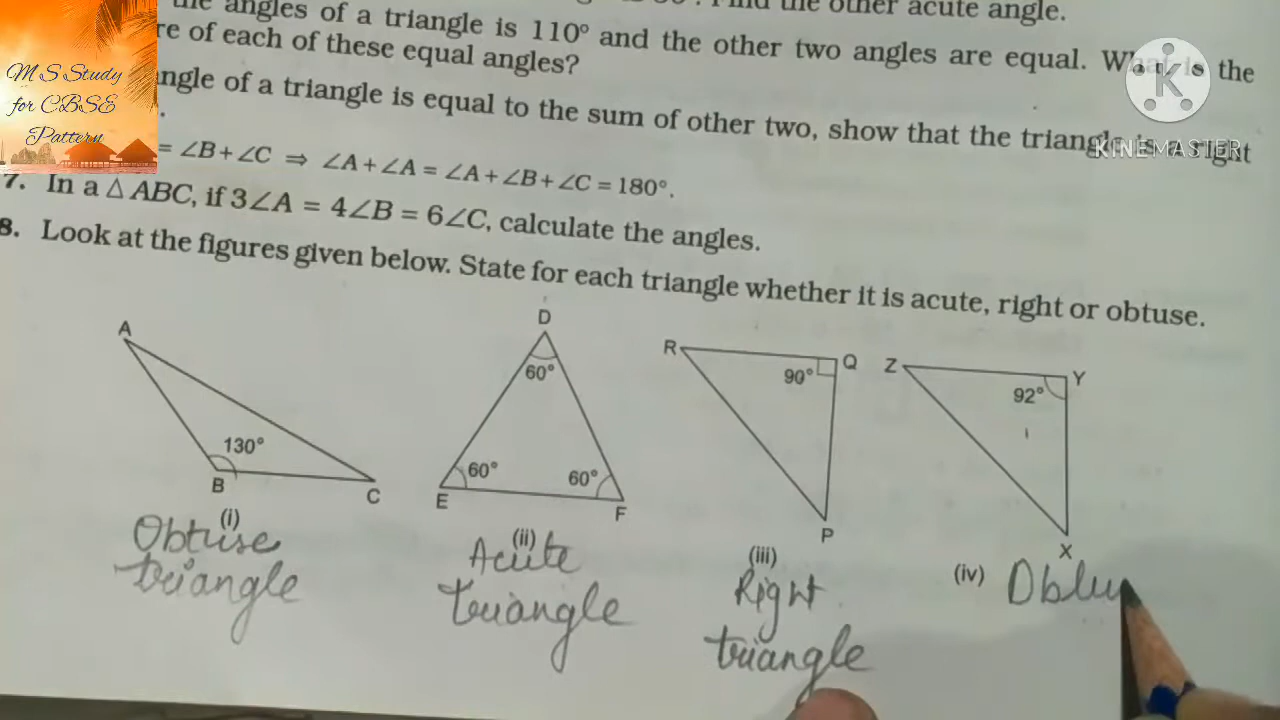 the other acute angle.
the angles of a triangle is 110° and the other two angles are equal. What is the
re of each of these equal angles?
ngle of a triangle is equal to the sum of other two, show that the triangle is a right
= ∠B + ∠C ⇒ ∠A + ∠A = ∠A + ∠B + ∠C = 180°.
7. In a △ ABC, if 3∠A = 4∠B = 6∠C, calculate the angles.
8. Look at the figures given below. State for each triangle whether it is acute, right or obtuse.
M S Study
for CBSE
Pattern
K
KINEMASTER
A
130°
B
C
(i)
Obtuse
triangle
D
60°
60°
60°
E
F
(ii)
Acute
triangle
R
Q
90°
P
(iii)
Right
triangle
Z
Y
92°
X
(iv)